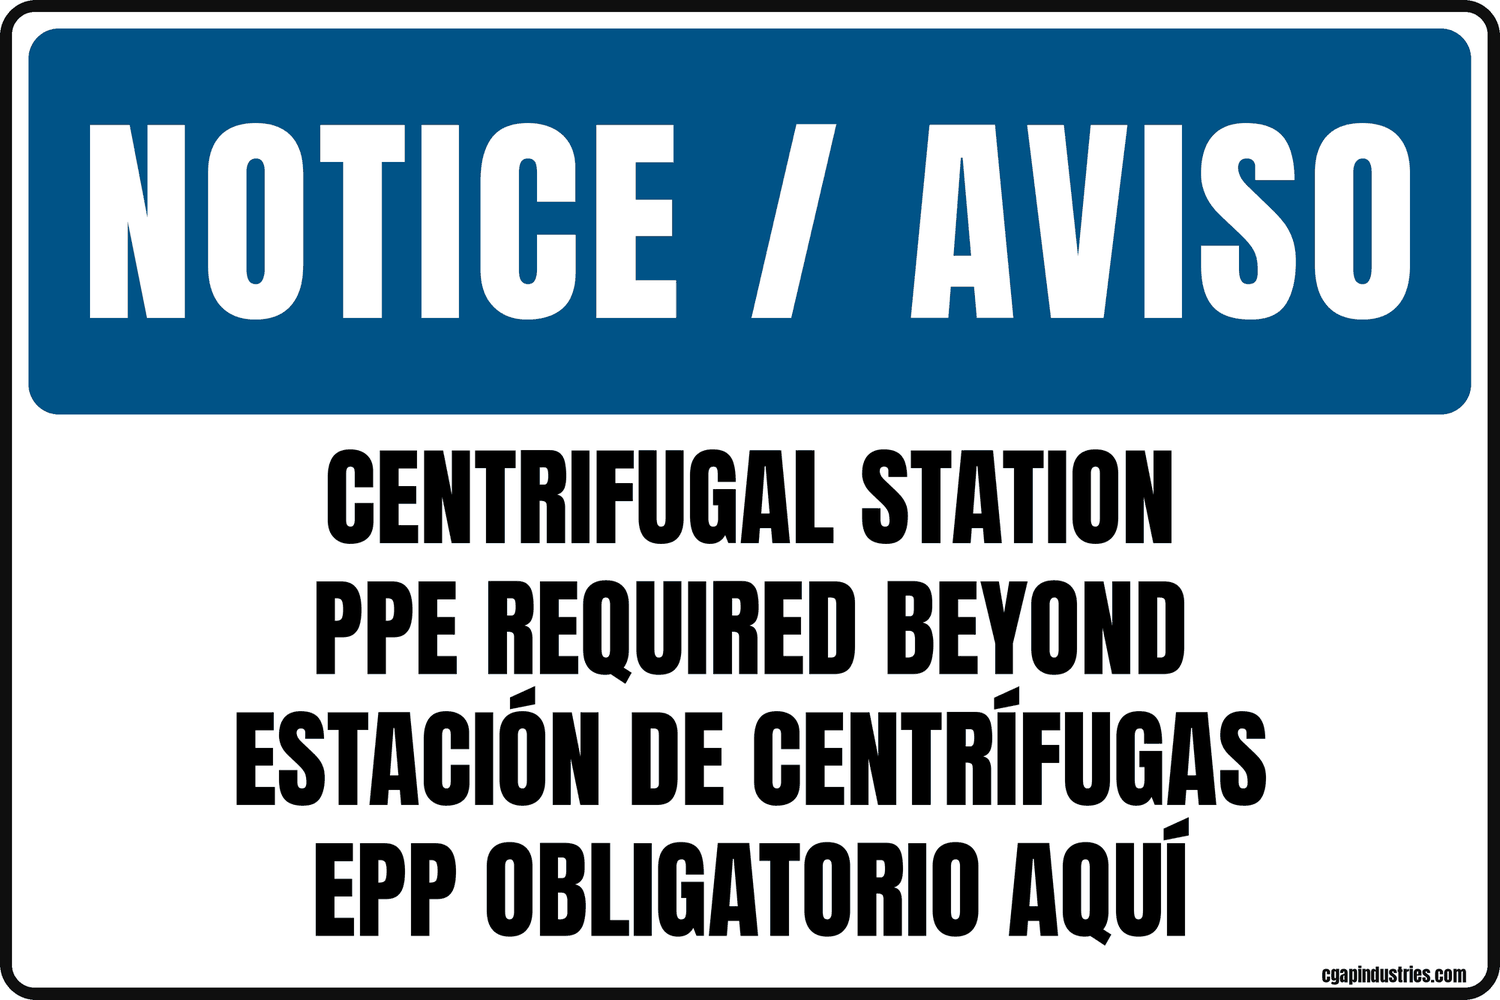 NOTICE / AVISO
CENTRIFUGAL STATION
PPE REQUIRED BEYOND
ESTACIÓN DE CENTRÍFUGAS
EPP OBLIGATORIO AQUÍ
cgapindustries.com